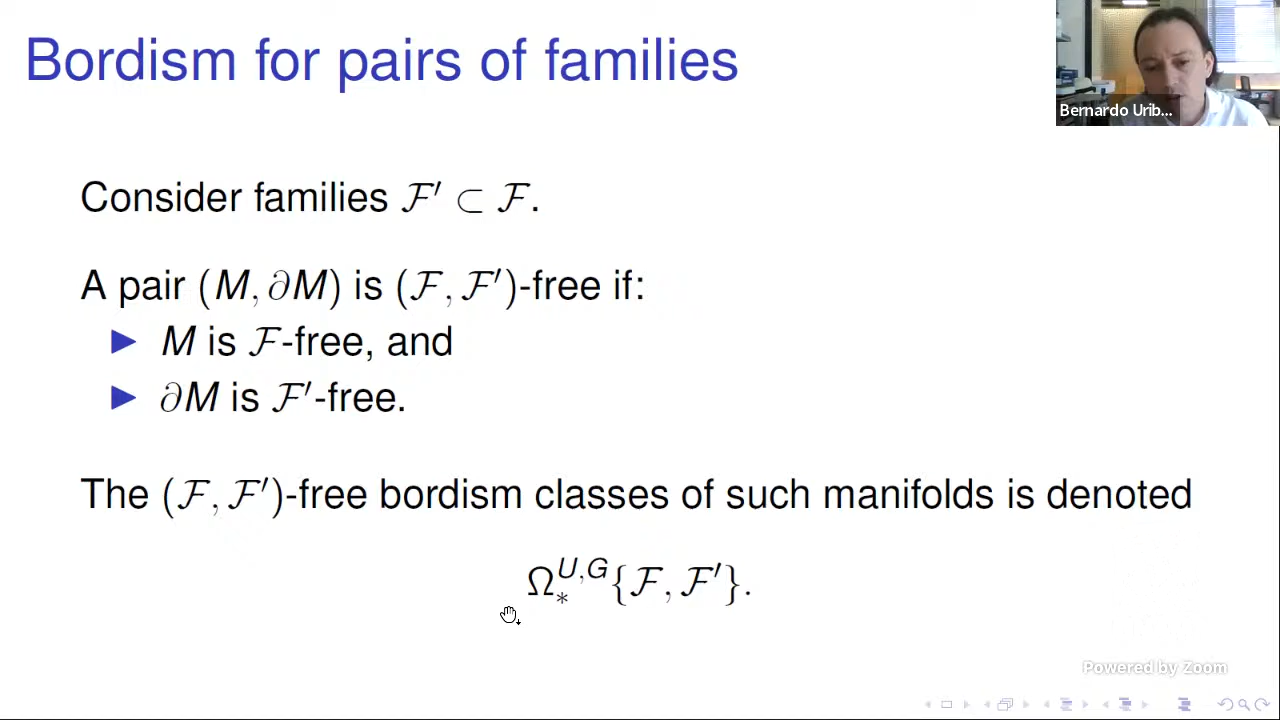 Bordism for pairs of families
Bernardo Urib...
Consider families ℱ′ ⊂ ℱ.
A pair (M, ∂M) is (ℱ, ℱ′)-free if:
▶ M is ℱ-free, and
▶ ∂M is ℱ′-free.
The (ℱ, ℱ′)-free bordism classes of such manifolds is denoted
Ω_*^{U,G}{ℱ, ℱ′}.
Powered by Zoom